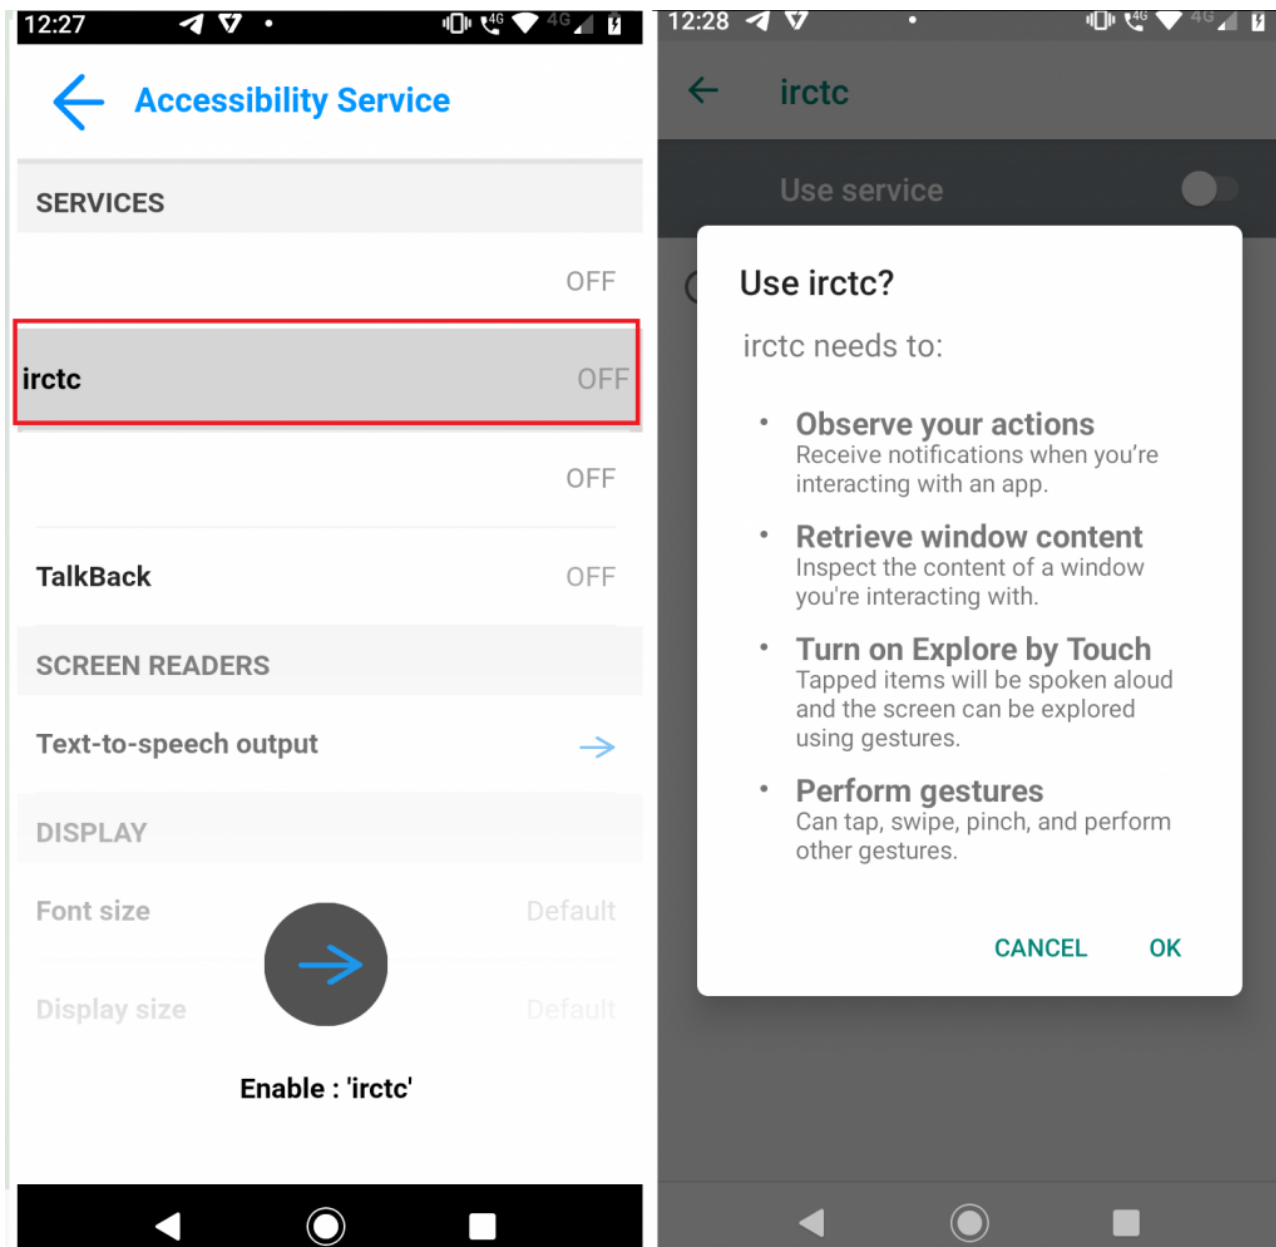 12:27
4G
4G
Accessibility Service
SERVICES
OFF
irctc OFF
OFF
TalkBack OFF
SCREEN READERS
Text-to-speech output
DISPLAY
Font size Default
Display size Default
Enable : 'irctc'
12:28
4G
4G
irctc
Use service
Use irctc?
irctc needs to:
• Observe your actions
Receive notifications when you're
interacting with an app.
• Retrieve window content
Inspect the content of a window
you're interacting with.
• Turn on Explore by Touch
Tapped items will be spoken aloud
and the screen can be explored
using gestures.
• Perform gestures
Can tap, swipe, pinch, and perform
other gestures.
CANCEL OK